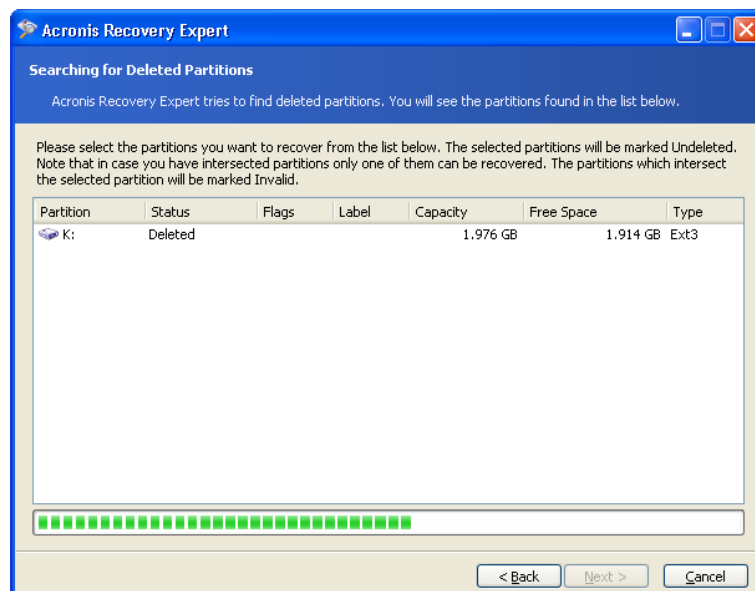 Acronis Recovery Expert
Searching for Deleted Partitions
Acronis Recovery Expert tries to find deleted partitions. You will see the partitions found in the list below.
Please select the partitions you want to recover from the list below. The selected partitions will be marked Undeleted.
Note that in case you have intersected partitions only one of them can be recovered. The partitions which intersect
the selected partition will be marked Invalid.
Partition Status Flags Label Capacity Free Space Type
K: Deleted 1.976 GB 1.914 GB Ext3
< Back Next > Cancel